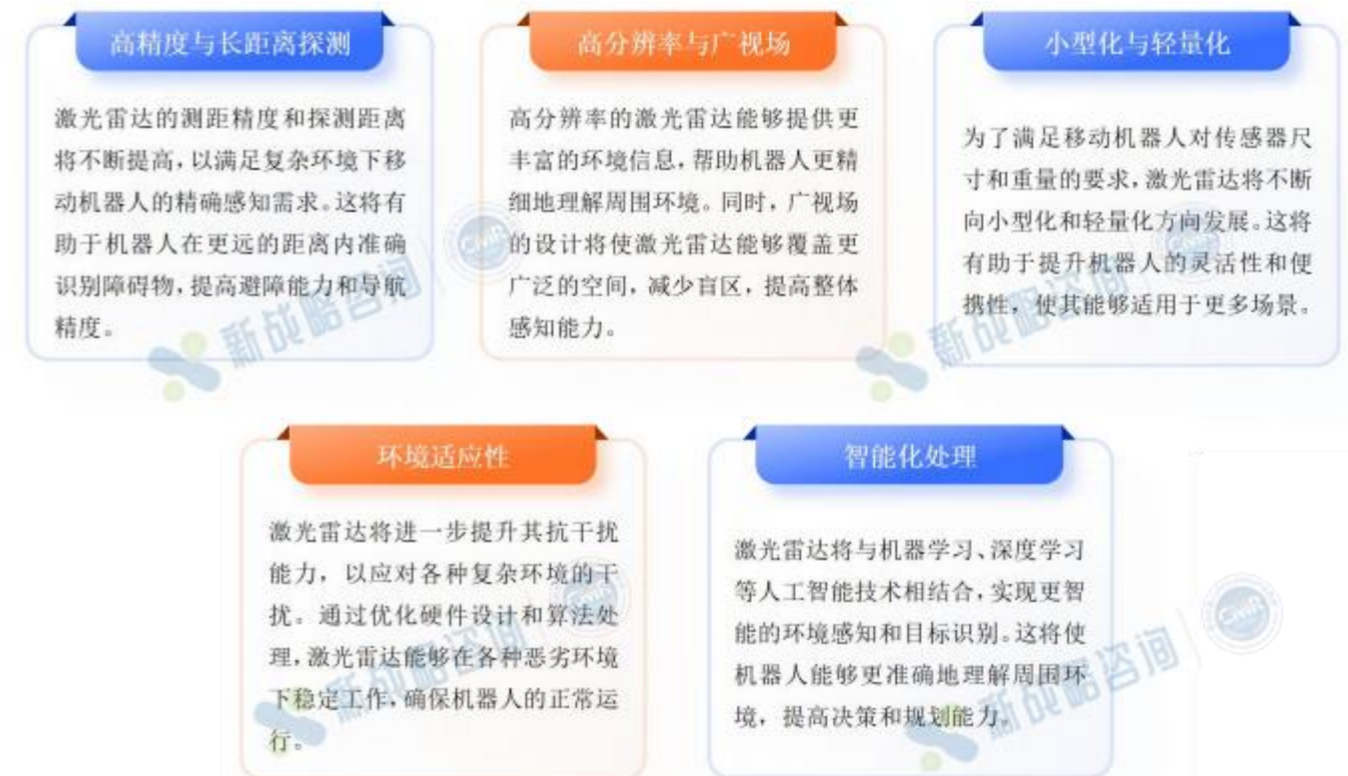 高精度与长距离探测
激光雷达的测距精度和探测距离
将不断提高,以满足复杂环境下移
动机器人的精确感知需求。这将有
助于机器人在更远的距离内准确
识别障碍物,提高避障能力和导航
精度。
高分辨率与广视场
高分辨率的激光雷达能够提供更
丰富的环境信息,帮助机器人更精
细地理解周围环境。同时,广视场
的设计将使激光雷达能够覆盖更
广泛的空间,减少盲区,提高整体
感知能力。
小型化与轻量化
为了满足移动机器人对传感器尺
寸和重量的要求,激光雷达将不断
向小型化和轻量化方向发展。这将
有助于提升机器人的灵活性和便
携性,使其能够适用于更多场景。
新战略咨询
新战略咨询
环境适应性
激光雷达将进一步提升其抗干扰
能力,以应对各种复杂环境的干
扰。通过优化硬件设计和算法处
理,激光雷达能够在各种恶劣环境
下稳定工作,确保机器人的正常运
行。
智能化处理
激光雷达将与机器学习、深度学习
等人工智能技术相结合,实现更智
能的环境感知和目标识别。这将使
机器人能够更准确地理解周围环
境,提高决策和规划能力。
新战略咨询
新战略咨询